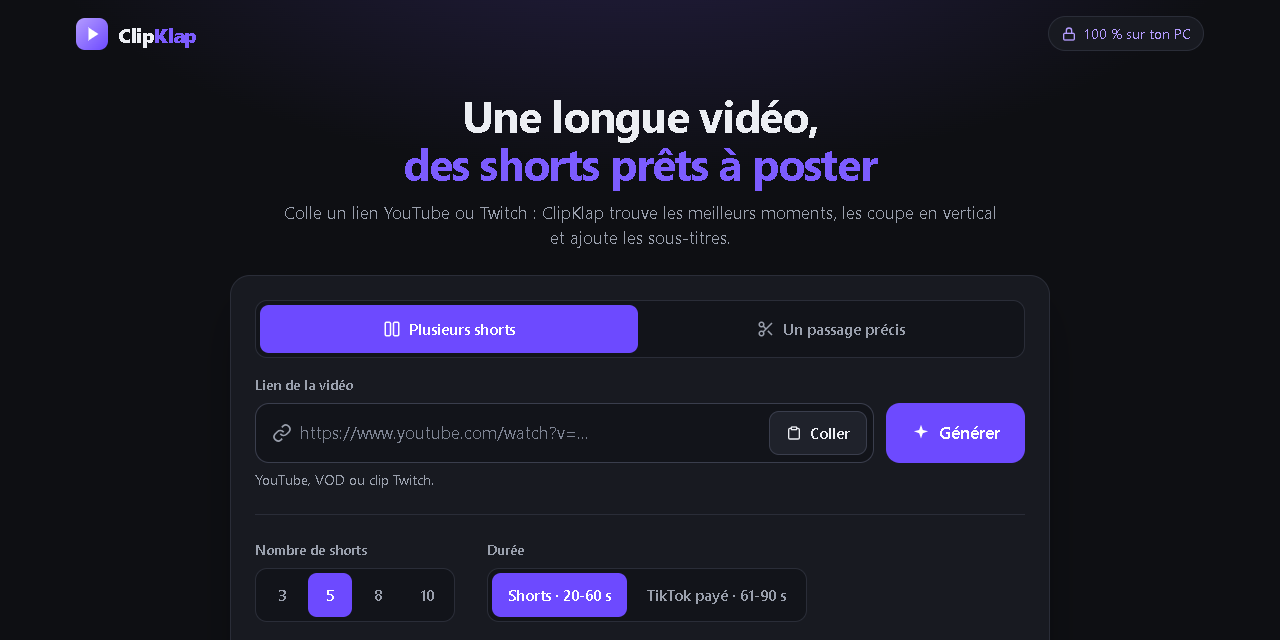 ClipKlap
100 % sur ton PC
Une longue vidéo,
des shorts prêts à poster
Colle un lien YouTube ou Twitch : ClipKlap trouve les meilleurs moments, les coupe en vertical
et ajoute les sous-titres.
Plusieurs shorts
Un passage précis
Lien de la vidéo
https://www.youtube.com/watch?v=...
Coller
Générer
YouTube, VOD ou clip Twitch.
Nombre de shorts
Durée
3 5 8 10
Shorts · 20-60 s
TikTok payé · 61-90 s